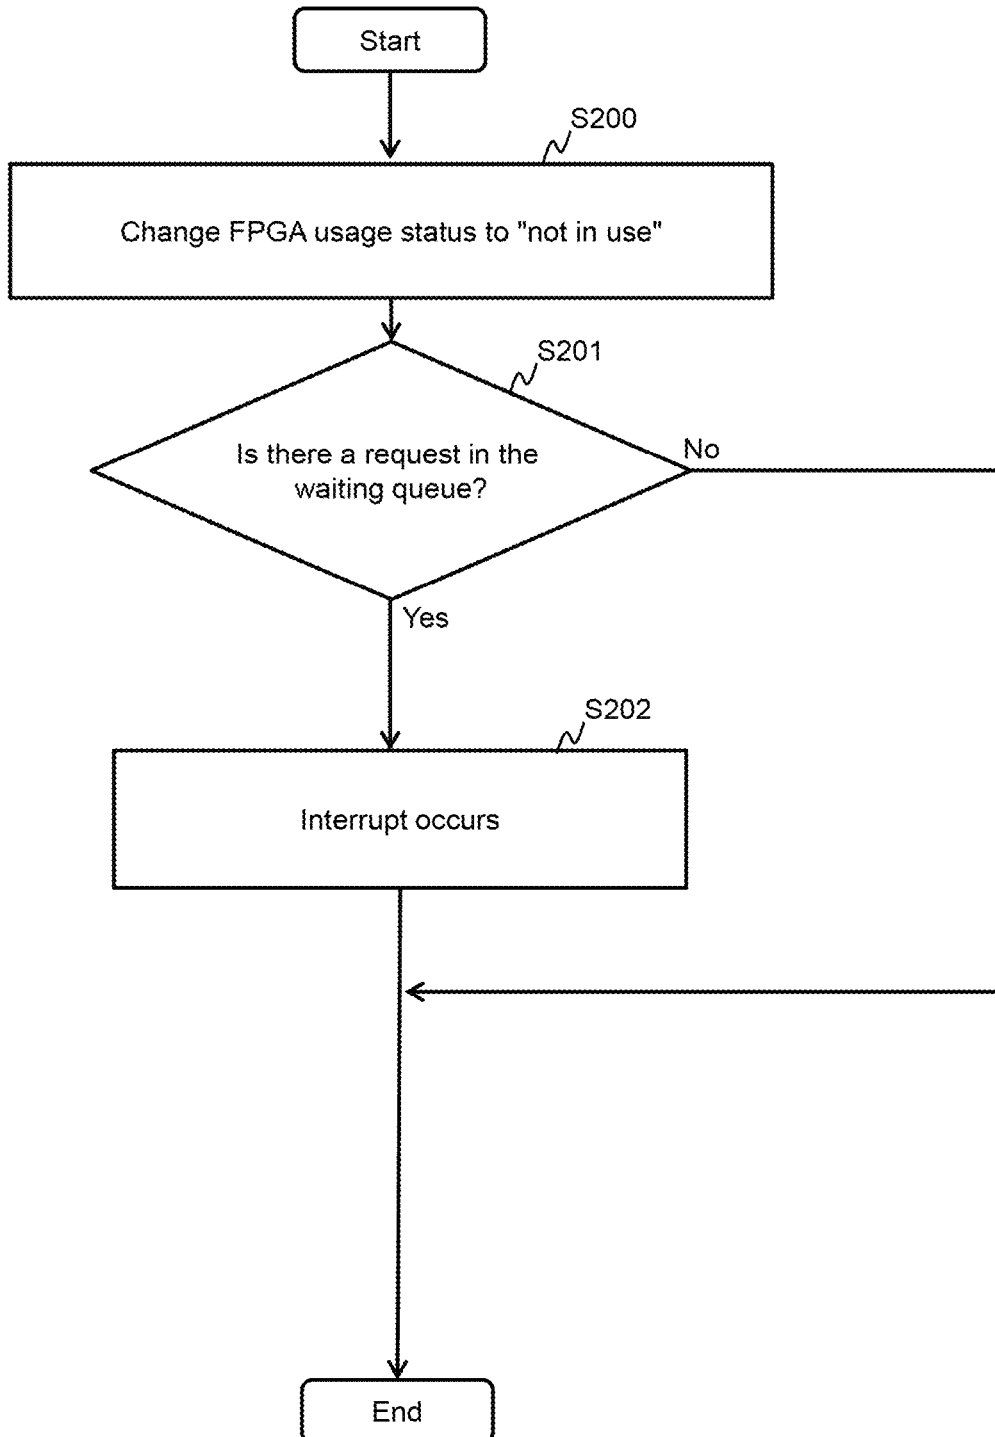 Start
S200
Change FPGA usage status to "not in use"
S201
Is there a request in the
waiting queue?
No
Yes
S202
Interrupt occurs
End